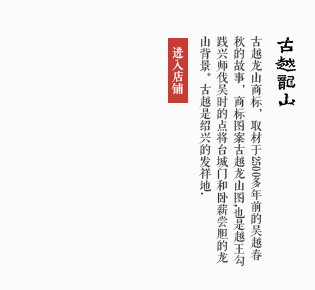 古越龍山
古越龙山商标，取材于2500多年前的吴越春
秋的故事，商标图案古越龙山图,也是越王勾
践兴师伐吴时的点将台城门和卧薪尝胆的龙
山背景。古越是绍兴的发祥地.
进入店铺